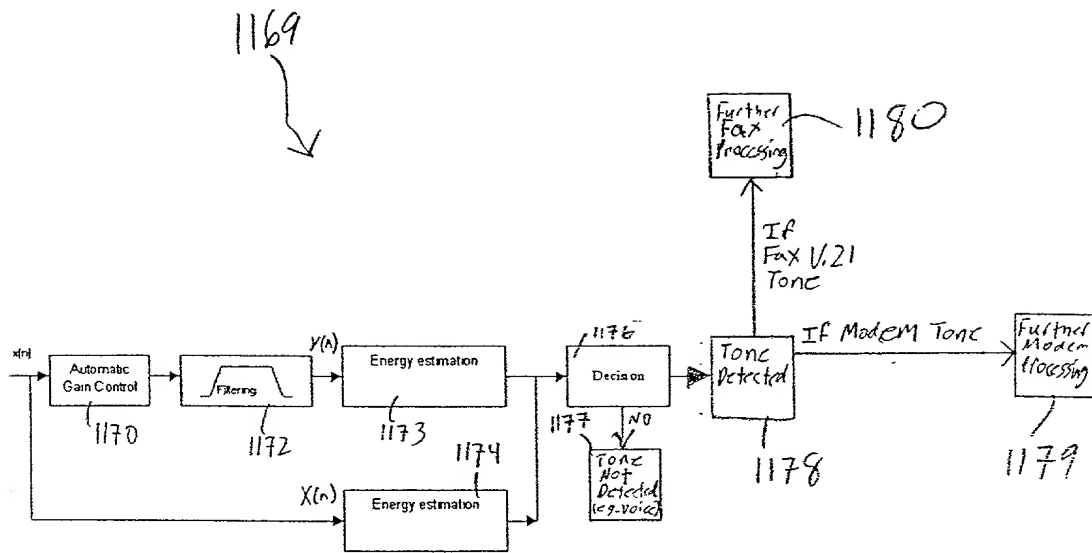 1169
Further
Fax
Processing
1180
If
Fax V.21
Tone
1176
If Modem Tone
Further
Modem
Processing
x(n)
Automatic
Gain Control
Filtering
Y(n)
Energy estimation
Decision
Tone
Detected
1170
1172
1173
1174
1177
NO
Tone
Not
Detected
(eg-voice)
1178
1179
X(n)
Energy estimation